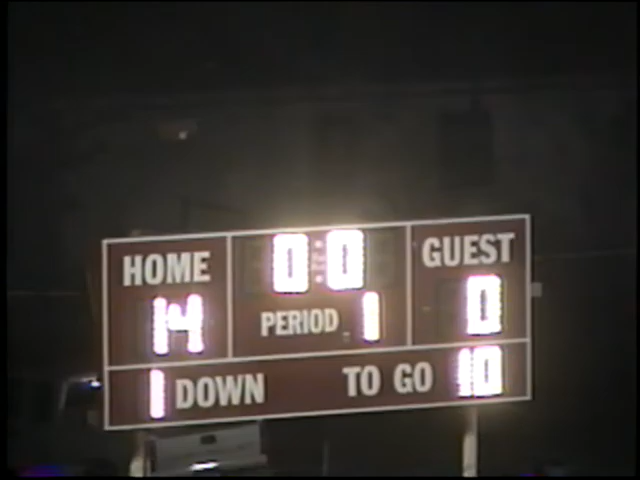 0:0
HOME GUEST
14 PERIOD 1 0
1 DOWN TO GO 10